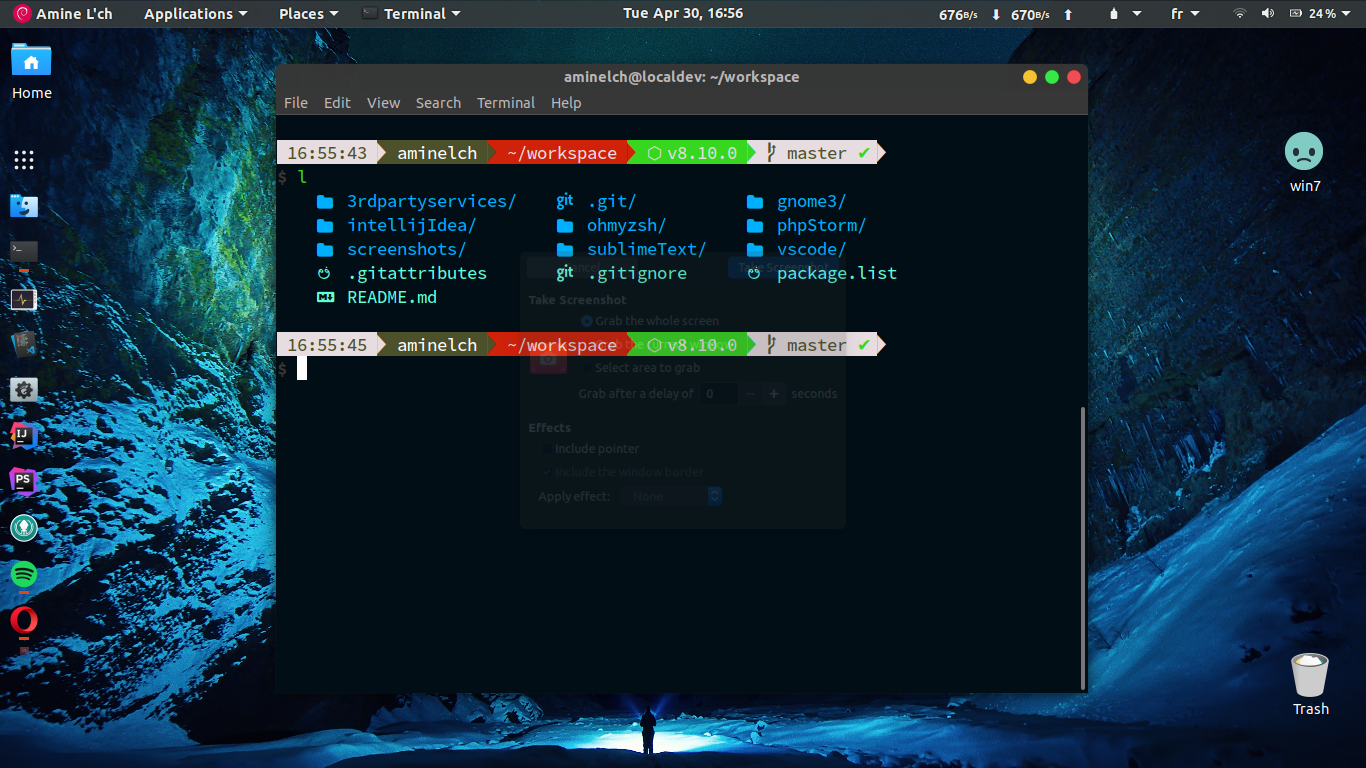 Amine L'ch Applications Places Terminal Tue Apr 30, 16:56 676B/s 670B/s fr 24%
Home
win7
Trash
IJ
PS
aminelch@localdev: ~/workspace
File Edit View Search Terminal Help
16:55:43 aminelch ~/workspace v8.10.0 master ✔
$ l
3rdpartyservices/ git .git/ gnome3/
intellijIdea/ ohmyzsh/ phpStorm/
screenshots/ sublimeText/ vscode/
.gitattributes git .gitignore package.list
README.md
16:55:45 aminelch ~/workspace v8.10.0 master ✔
$
Take Screenshot
Grab the whole screen
Select area to grab
Grab after a delay of 0 − + seconds
Effects
Include pointer
Include the window border
Apply effect: None